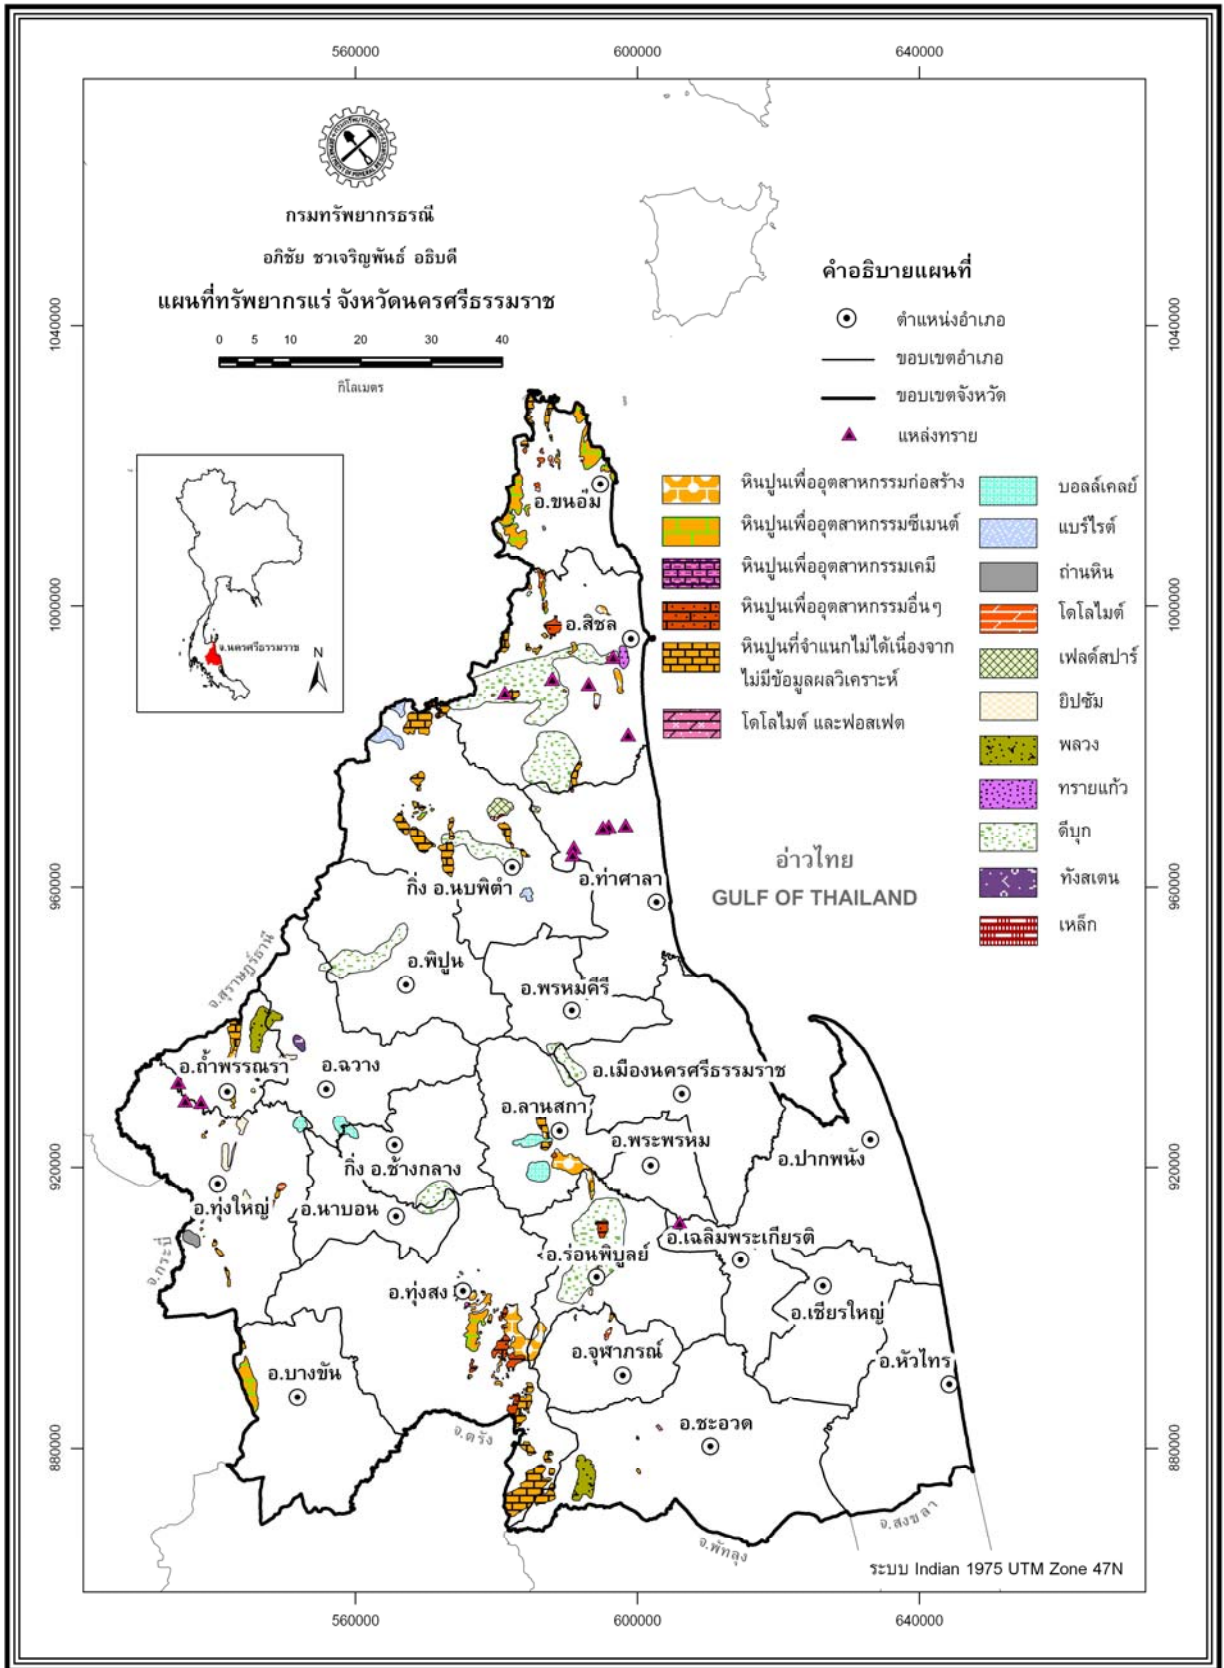 560000
600000
640000
กรมทรัพยากรธรณี
อภิชัย ชวเจริญพันธ์ อธิบดี
แผนที่ทรัพยากรแร่ จังหวัดนครศรีธรรมราช
0 5 10 20 30 40
กิโลเมตร
คำอธิบายแผนที่
ตำแหน่งอำเภอ
ขอบเขตอำเภอ
ขอบเขตจังหวัด
แหล่งทราย
หินปูนเพื่ออุตสาหกรรมก่อสร้าง
หินปูนเพื่ออุตสาหกรรมซีเมนต์
หินปูนเพื่ออุตสาหกรรมเคมี
หินปูนเพื่ออุตสาหกรรมอื่นๆ
หินปูนที่จำแนกไม่ได้เนื่องจาก
ไม่มีข้อมูลผลวิเคราะห์
โดโลไมต์ และฟอสเฟต
บอลล์เคลย์
แบร์ไรต์
ถ่านหิน
โดโลไมต์
เฟลด์สปาร์
ยิปซัม
พลวง
ทรายแก้ว
ดีบุก
ทังสเตน
เหล็ก
1040000
1000000
960000
920000
880000
1040000
1000000
960000
920000
880000
จ.นครศรีธรรมราช
N
อ.ขนอม
อ.สิชล
กิ่ง อ.นบพิตำ
อ.ท่าศาลา
อ่าวไทย
GULF OF THAILAND
อ.พิปูน
อ.พรหมคีรี
จ.สุราษฎร์ธานี
อ.ถ้ำพรรณรา
อ.ฉวาง
อ.เมืองนครศรีธรรมราช
อ.ลานสกา
อ.พระพรหม
อ.ปากพนัง
กิ่ง อ.ช้างกลาง
อ.ทุ่งใหญ่
อ.นาบอน
อ.เฉลิมพระเกียรติ
จ.กระบี่
อ.ร่อนพิบูลย์
อ.ทุ่งสง
อ.เชียรใหญ่
อ.จุฬาภรณ์
อ.หัวไทร
อ.บางขัน
อ.ชะอวด
จ.ตรัง
จ.สงขลา
จ.พัทลุง
ระบบ Indian 1975 UTM Zone 47N
560000
600000
640000